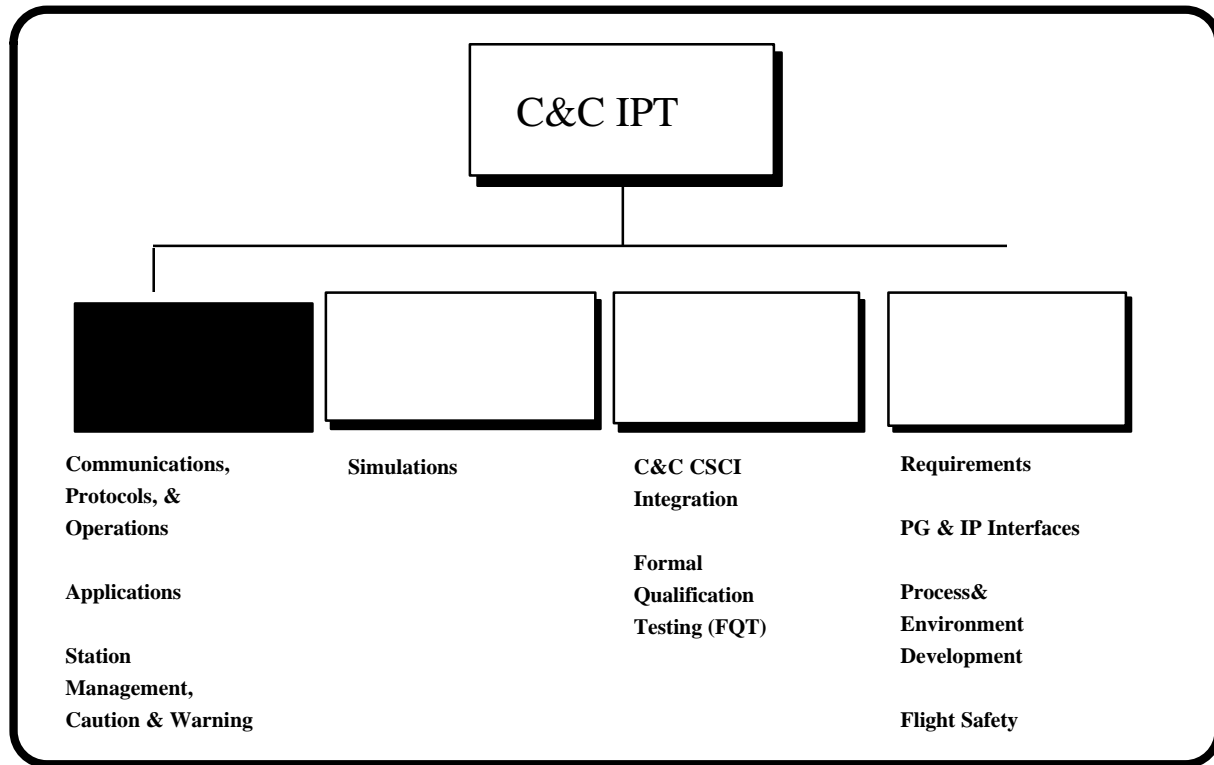 C&C IPT
Communications,
Protocols, &
Operations
Applications
Station
Management,
Caution & Warning
Simulations
C&C CSCI
Integration
Formal
Qualification
Testing (FQT)
Requirements
PG & IP Interfaces
Process&
Environment
Development
Flight Safety